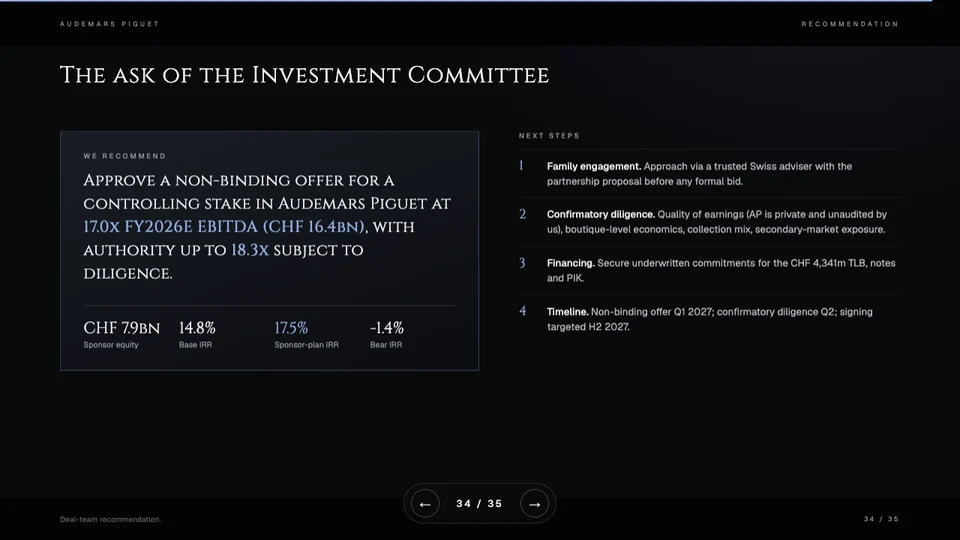 AUDEMARS PIGUET
RECOMMENDATION
The ask of the Investment Committee
WE RECOMMEND
Approve a non-binding offer for a
controlling stake in Audemars Piguet at
17.0x FY2026E EBITDA (CHF 16.4bn), with
authority up to 18.3x subject to
diligence.
CHF 7.9bn
Sponsor equity
14.8%
Base IRR
17.5%
Sponsor-plan IRR
-1.4%
Bear IRR
NEXT STEPS
1
Family engagement. Approach via a trusted Swiss adviser with the
partnership proposal before any formal bid.
2
Confirmatory diligence. Quality of earnings (AP is private and unaudited by
us), boutique-level economics, collection mix, secondary-market exposure.
3
Financing. Secure underwritten commitments for the CHF 4,341m TLB, notes
and PIK.
4
Timeline. Non-binding offer Q1 2027; confirmatory diligence Q2; signing
targeted H2 2027.
← 34 / 35 →
Deal-team recommendation.
34 / 35